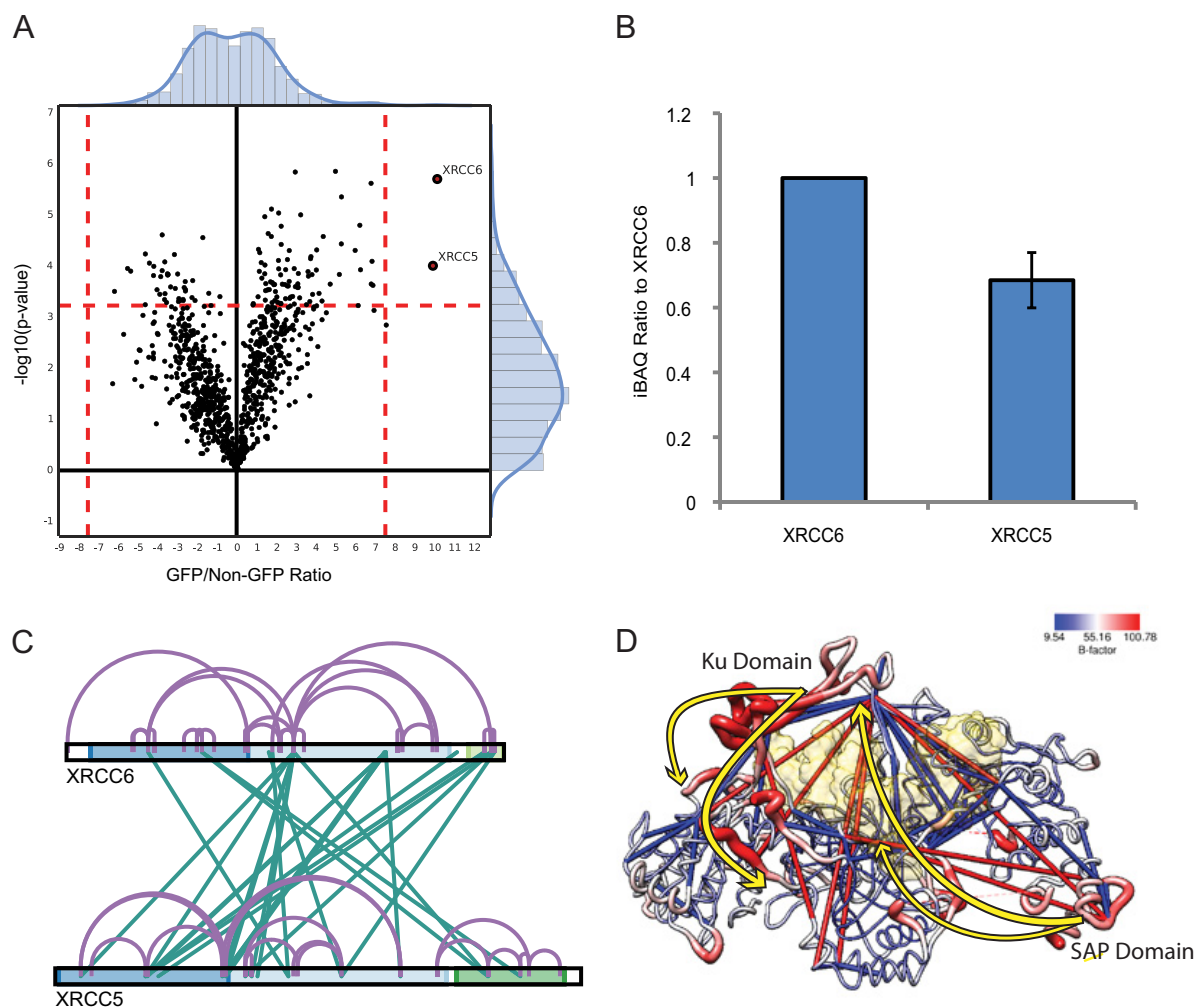 A
7
6
5
4
3
2
1
0
-1
-log10(p-value)
XRCC6
XRCC5
-9 -8 -7 -6 -5 -4 -3 -2 -1 0 1 2 3 4 5 6 7 8 9 10 11 12
GFP/Non-GFP Ratio
B
1.2
1
0.8
0.6
0.4
0.2
0
iBAQ Ratio to XRCC6
XRCC6 XRCC5
C
XRCC6
XRCC5
D
9.54 55.16 100.78
B-factor
Ku Domain
SAP Domain